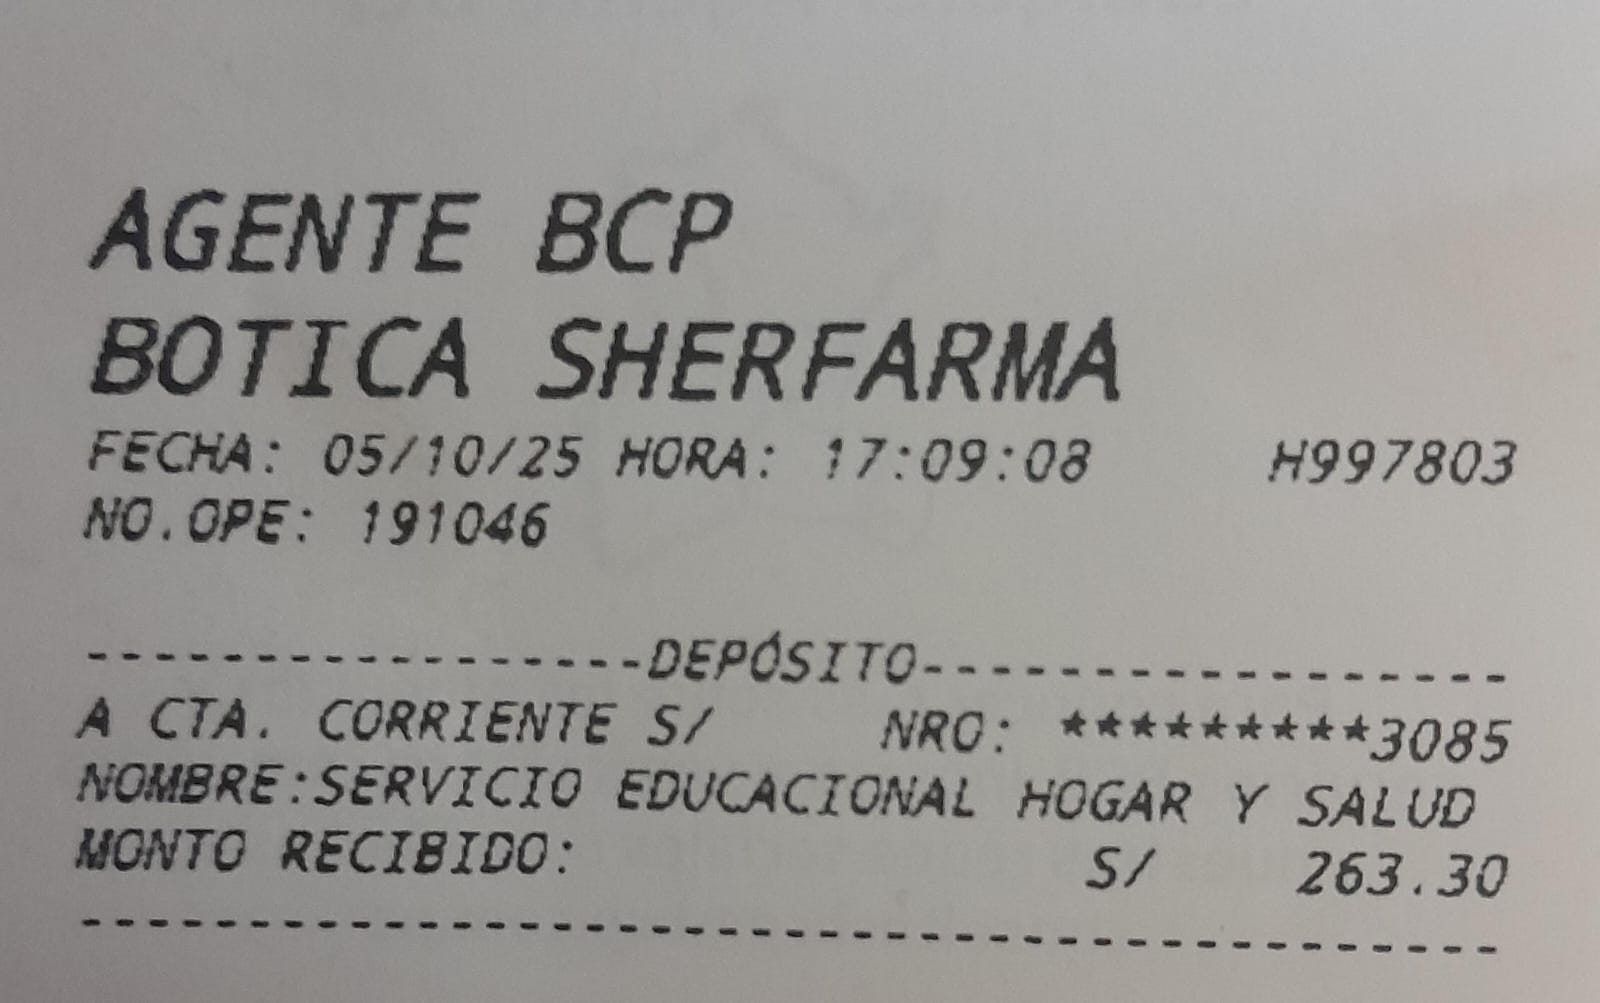 AGENTE BCP
BOTICA SHERFARMA
FECHA: 05/10/25 HORA: 17:09:08 H997803
NO.OPE: 191046
------------------DEPÓSITO------------------
A CTA. CORRIENTE S/ NRO: *********3085
NOMBRE:SERVICIO EDUCACIONAL HOGAR Y SALUD
MONTO RECIBIDO: S/ 263.30